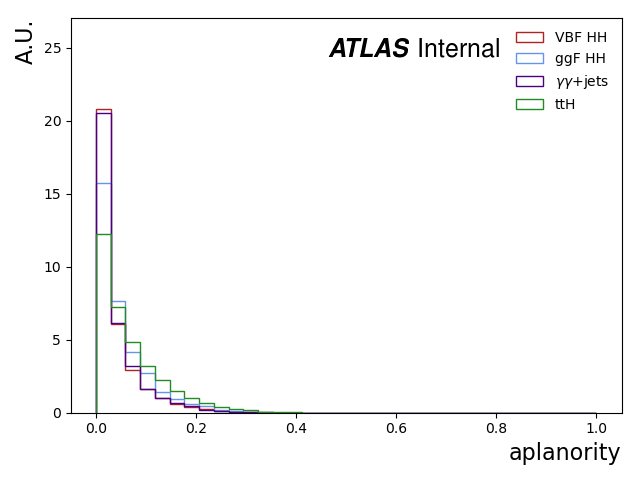 A.U.
ATLAS Internal
VBF HH
ggF HH
γγ+jets
ttH
25
20
15
10
5
0
0.0 0.2 0.4 0.6 0.8 1.0
aplanority